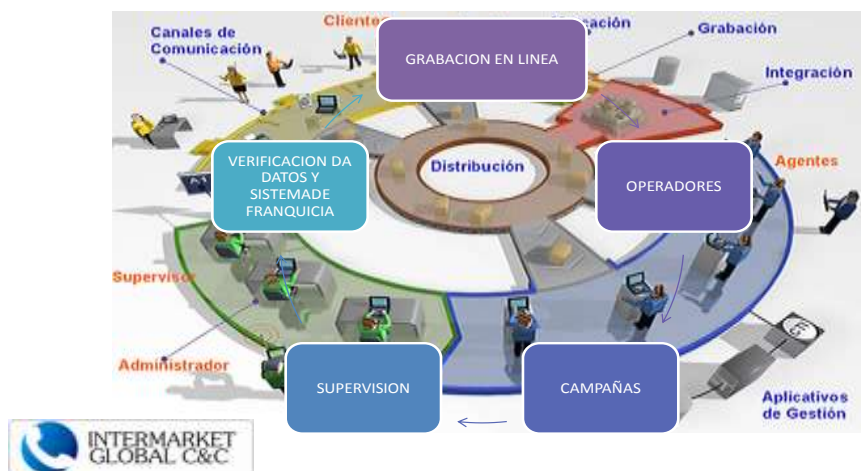 Canales de
Comunicación
Clientes
Grabación
Integración
GRABACION EN LINEA
VERIFICACION DA
DATOS Y
SISTEMADE
FRANQUICIA
Distribución
OPERADORES
Agentes
Supervisor
Administrador
SUPERVISION
CAMPAÑAS
Aplicativos
de Gestión
INTERMARKET
GLOBAL C&C